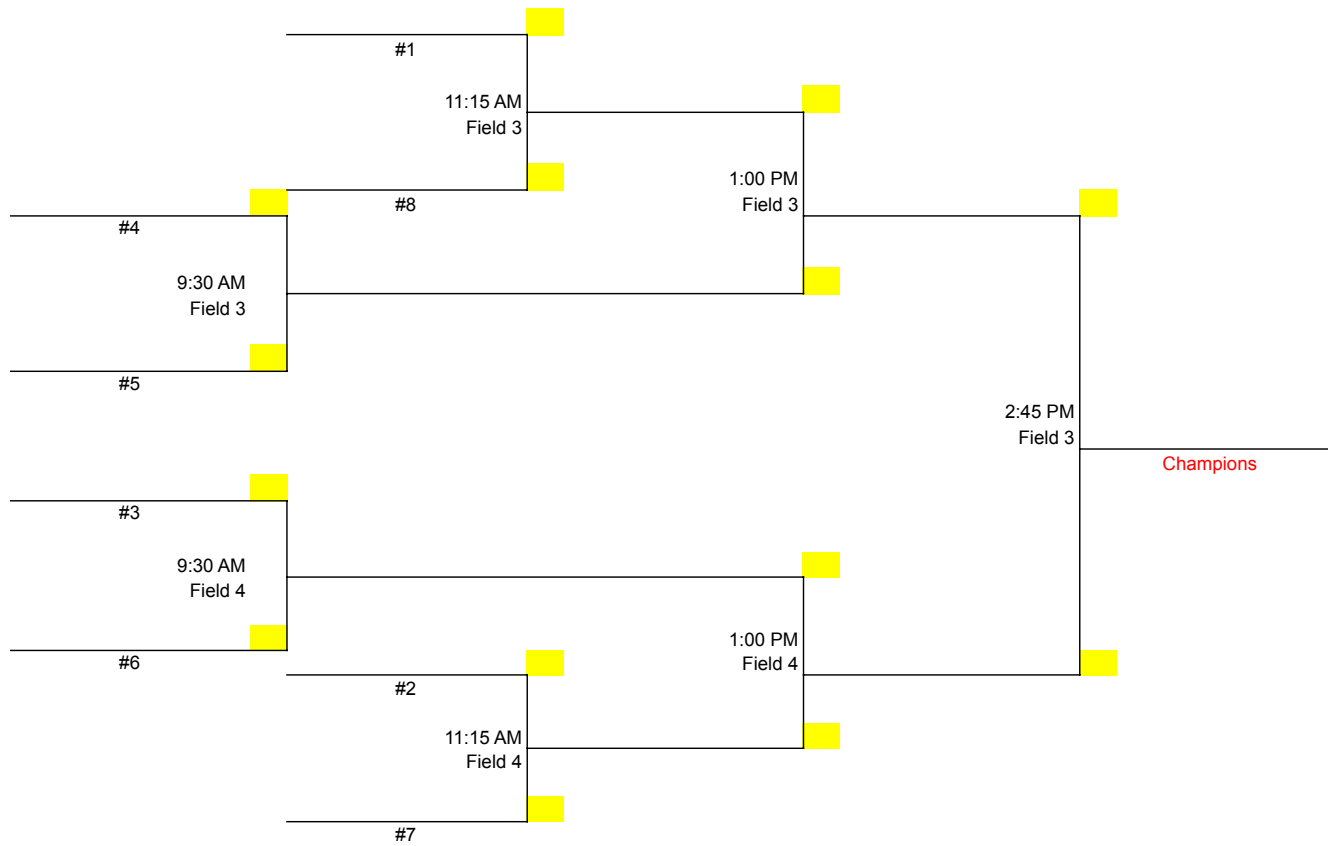 #1
11:15 AM
Field 3
1:00 PM
Field 3
#8
#4
9:30 AM
Field 3
#5
2:45 PM
Field 3
Champions
#3
9:30 AM
Field 4
1:00 PM
Field 4
#6
#2
11:15 AM
Field 4
#7